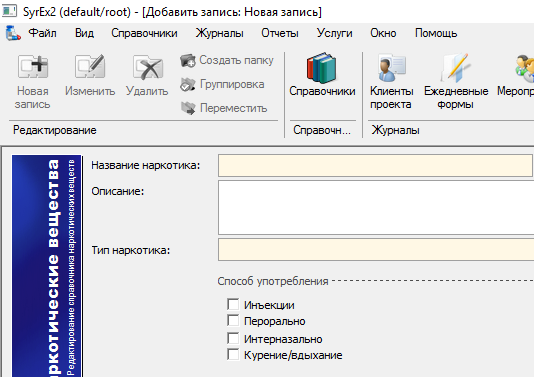 SyrEx2 (default/root) - [Добавить запись: Новая запись]
Файл Вид Справочники Журналы Отчеты Услуги Окно Помощь
Новая запись
Изменить
Удалить
Создать папку
Группировка
Переместить
Справочники
Клиенты проекта
Ежедневные формы
Редактирование
Справочн...
Журналы
Название наркотика:
Описание:
Тип наркотика:
Способ употребления
Инъекции
Перорально
Интерназально
Курение/вдыхание
Редактирование справочника наркотических веществ
вещества